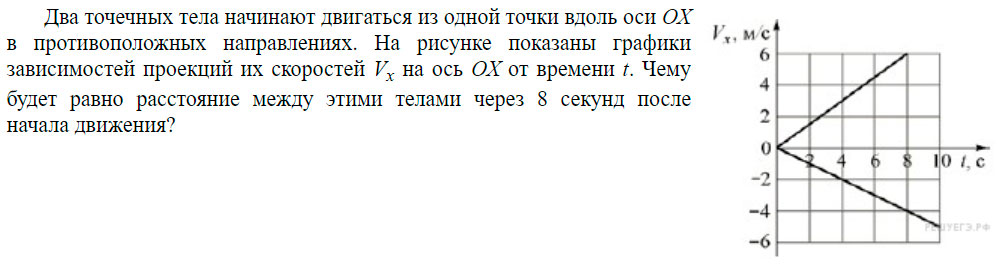 Два точечных тела начинают двигаться из одной точки вдоль оси OX
в противоположных направлениях. На рисунке показаны графики
зависимостей проекций их скоростей Vx на ось OX от времени t. Чему
будет равно расстояние между этими телами через 8 секунд после
начала движения?
Vx, м/с
6
4
2
0
2 4 6 8 10 t, с
−2
−4
−6
РЕШУЕГЭ.РФ